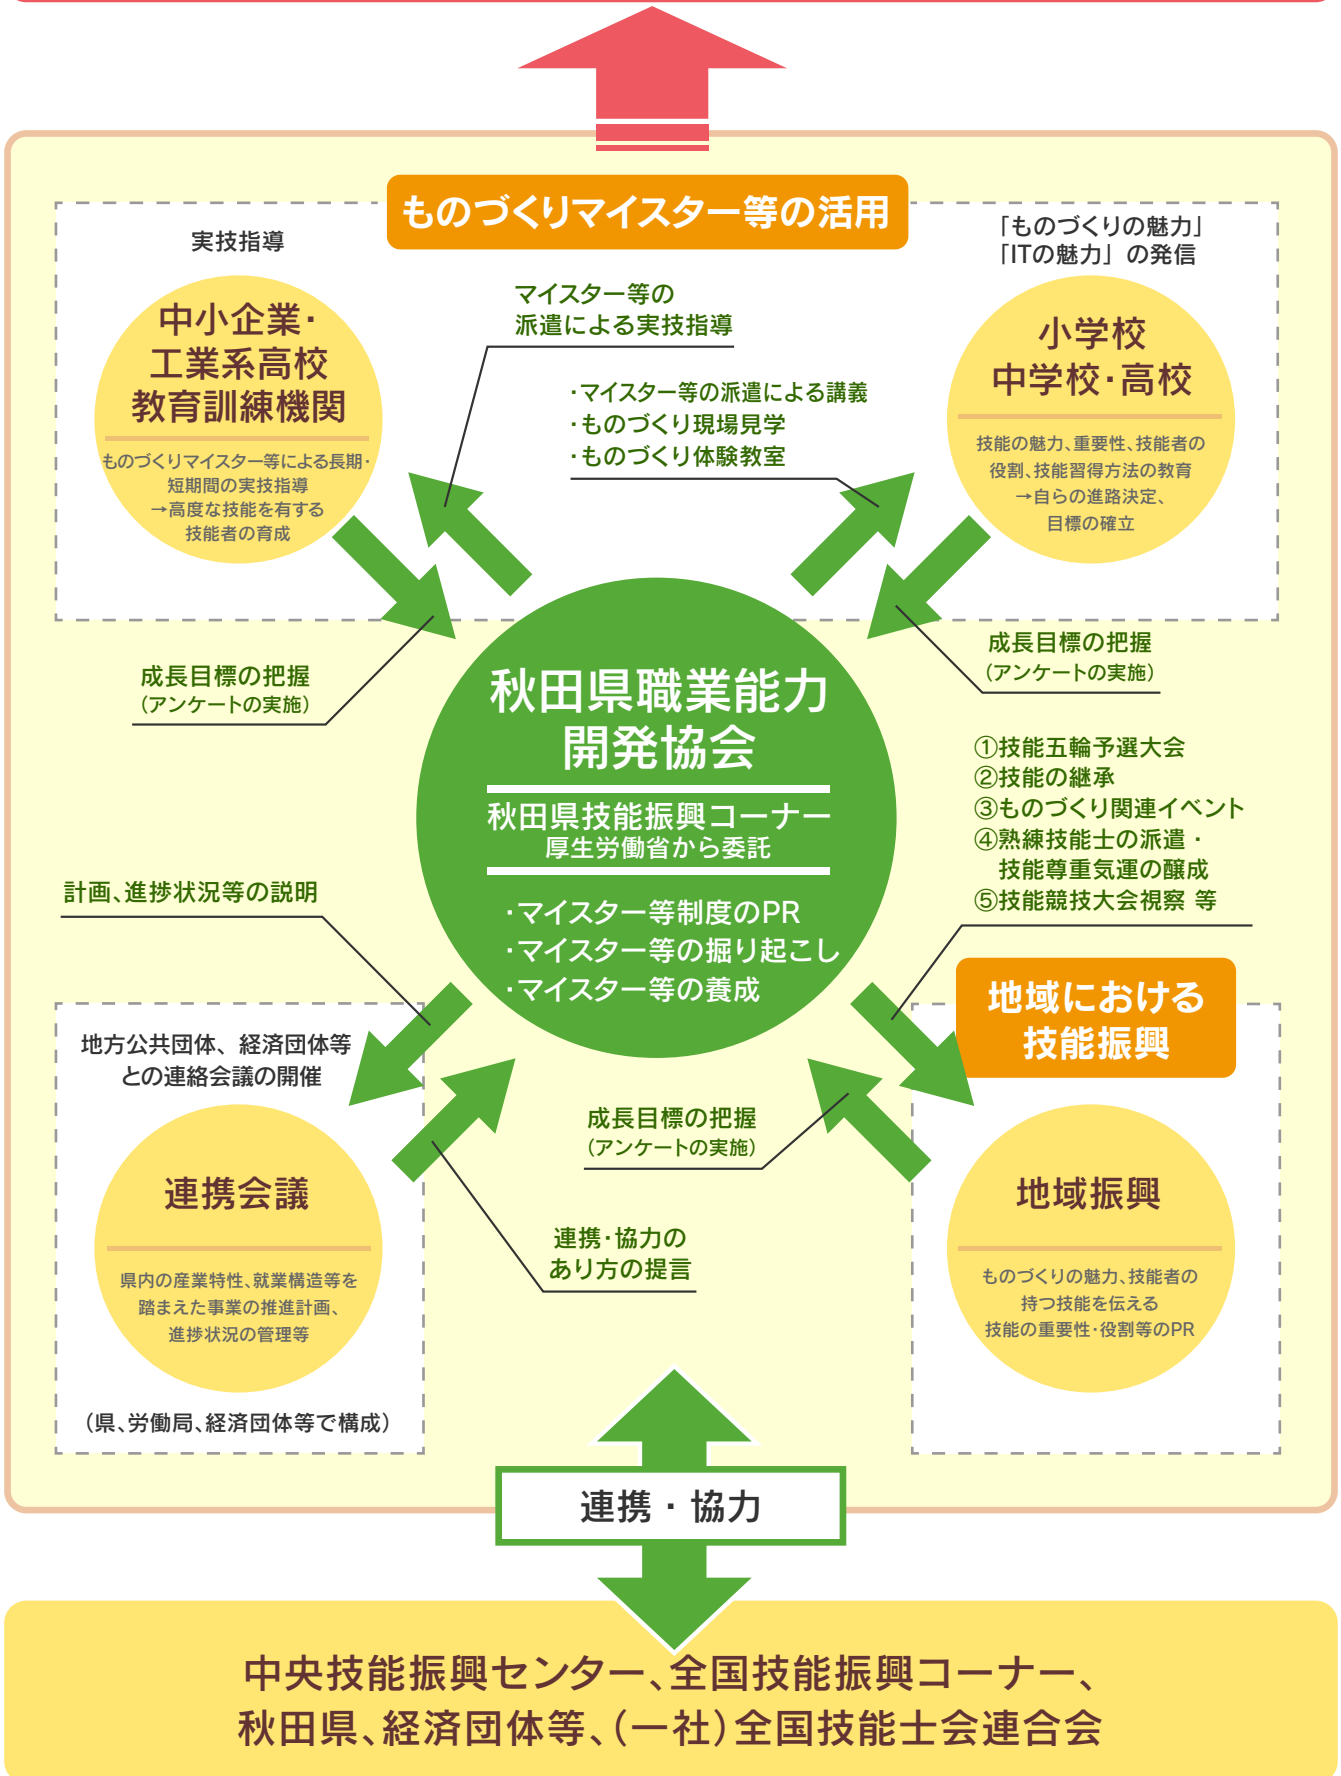 ものづくりマイスター等の活用
実技指導
中小企業・
工業系高校
教育訓練機関
ものづくりマイスター等による長期・
短期間の実技指導
→高度な技能を有する
技能者の育成
マイスター等の
派遣による実技指導
・マイスター等の派遣による講義
・ものづくり現場見学
・ものづくり体験教室
「ものづくりの魅力」
「ITの魅力」の発信
小学校
中学校・高校
技能の魅力、重要性、技能者の
役割、技能習得方法の教育
→自らの進路決定、
目標の確立
成長目標の把握
（アンケートの実施）
成長目標の把握
（アンケートの実施）
秋田県職業能力
開発協会
秋田県技能振興コーナー
厚生労働省から委託
・マイスター等制度のPR
・マイスター等の掘り起こし
・マイスター等の養成
①技能五輪予選大会
②技能の継承
③ものづくり関連イベント
④熟練技能士の派遣・
技能尊重気運の醸成
⑤技能競技大会視察 等
計画、進捗状況等の説明
地方公共団体、経済団体等
との連絡会議の開催
連携会議
県内の産業特性、就業構造等を
踏まえた事業の推進計画、
進捗状況の管理等
（県、労働局、経済団体等で構成）
連携・協力の
あり方の提言
成長目標の把握
（アンケートの実施）
地域における
技能振興
地域振興
ものづくりの魅力、技能者の
持つ技能を伝える
技能の重要性・役割等のPR
連携・協力
中央技能振興センター、全国技能振興コーナー、
秋田県、経済団体等、（一社）全国技能士会連合会